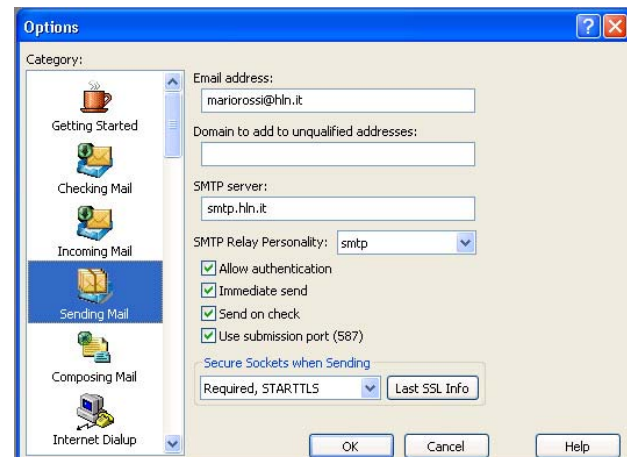 Options
Category:
Getting Started
Checking Mail
Incoming Mail
Sending Mail
Composing Mail
Internet Dialup
Email address:
mariorossi@hln.it
Domain to add to unqualified addresses:
SMTP server:
smtp.hln.it
SMTP Relay Personality: smtp
Allow authentication
Immediate send
Send on check
Use submission port (587)
Secure Sockets when Sending
Required, STARTTLS Last SSL Info
OK Cancel Help